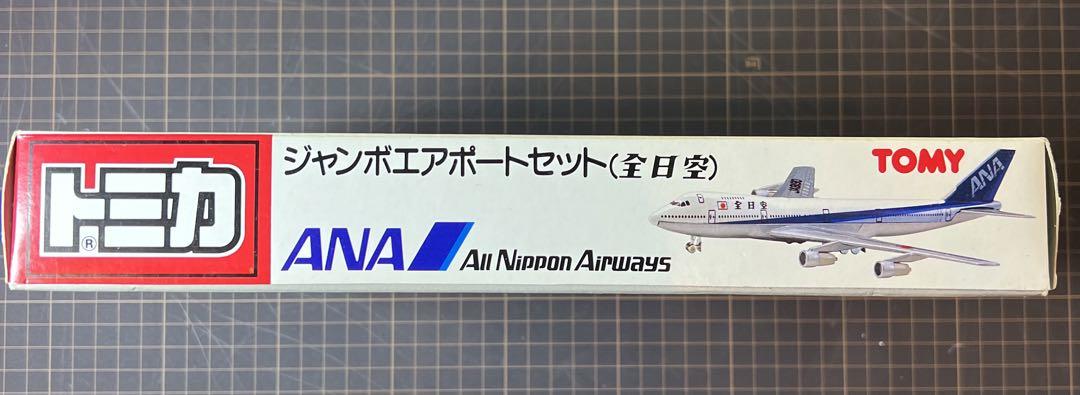 トミカ
®
ジャンボエアポートセット(全日空)
ANA
All Nippon Airways
TOMY
全日空
ANA